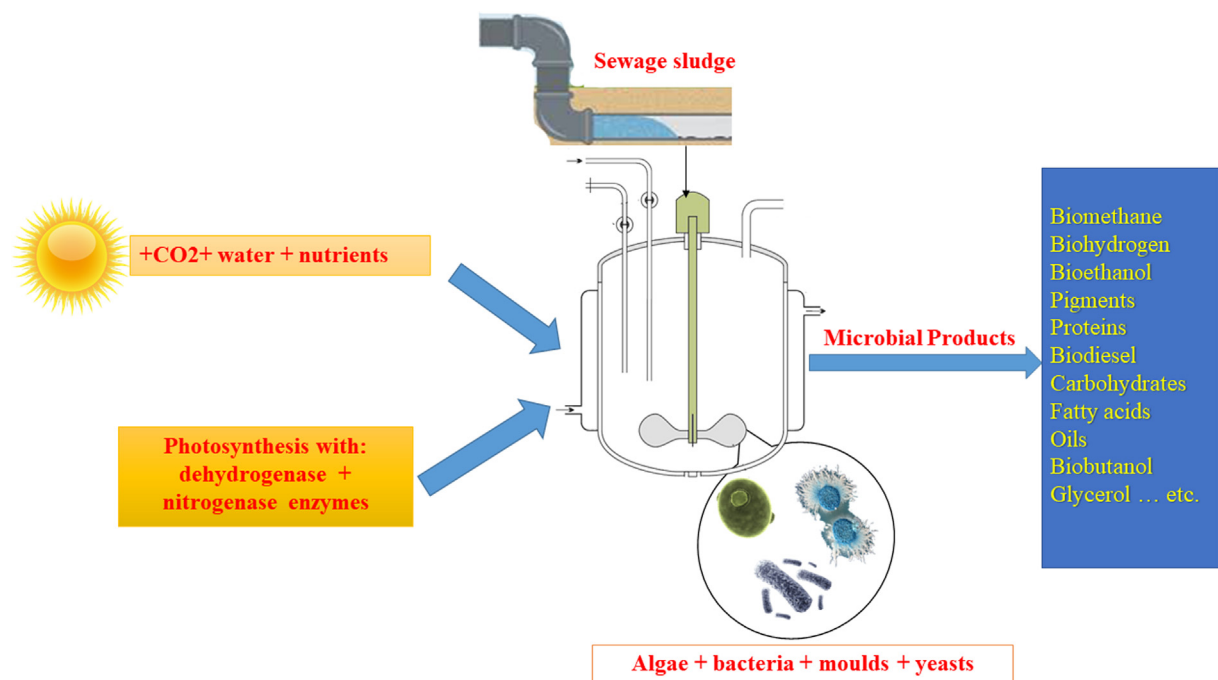 Sewage sludge
+CO2+ water + nutrients
Photosynthesis with:
dehydrogenase +
nitrogenase enzymes
Microbial Products
Biomethane
Biohydrogen
Bioethanol
Pigments
Proteins
Biodiesel
Carbohydrates
Fatty acids
Oils
Biobutanol
Glycerol … etc.
Algae + bacteria + moulds + yeasts